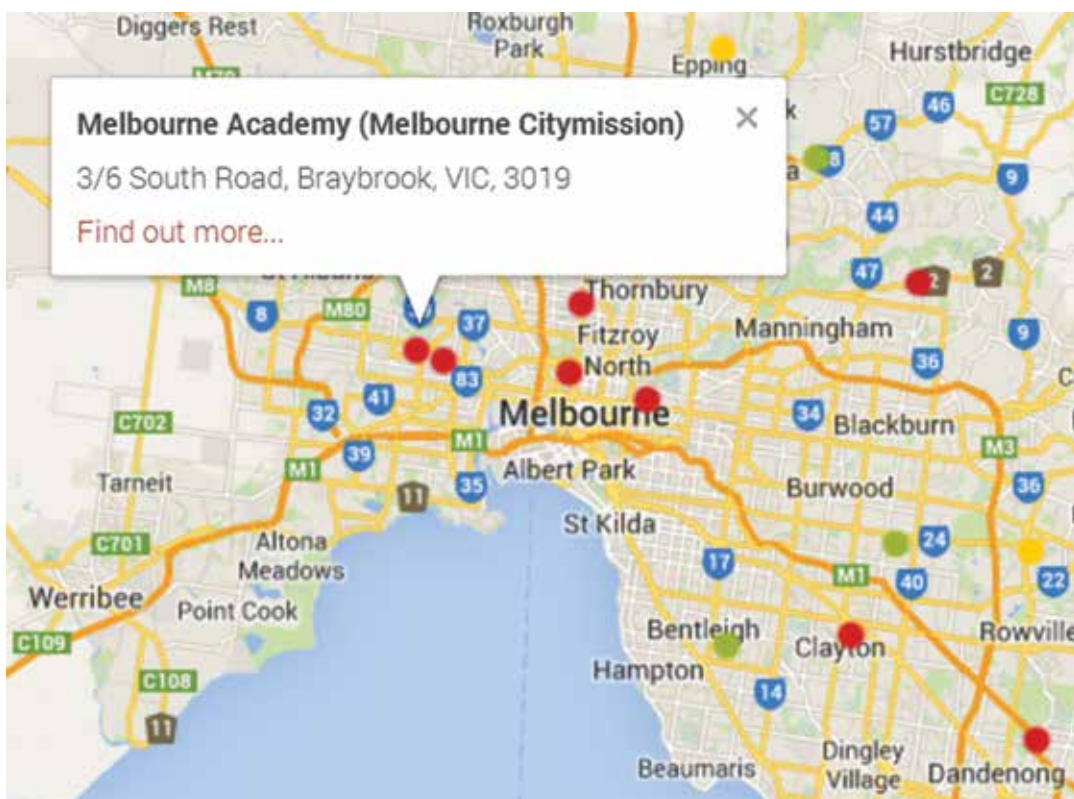 Diggers Rest
Roxburgh
Park
Epping
Hurstbridge
C728
46
57
Melbourne Academy (Melbourne Citymission)
×
3/6 South Road, Braybrook, VIC, 3019
Find out more...
9
44
47
2
2
M8
8
M80
37
Thornbury
Fitzroy
North
Manningham
9
36
83
41
32
C702
Melbourne
34
Blackburn
M1
M3
39
M1
Albert Park
Tarneit
35
11
Burwood
36
St Kilda
C701
Altona
Meadows
24
17
M1
40
22
Werribee
Point Cook
C109
Bentleigh
Clayton
Rowville
Hampton
C108
14
11
Beaumaris
Dingley
Village
Dandenong